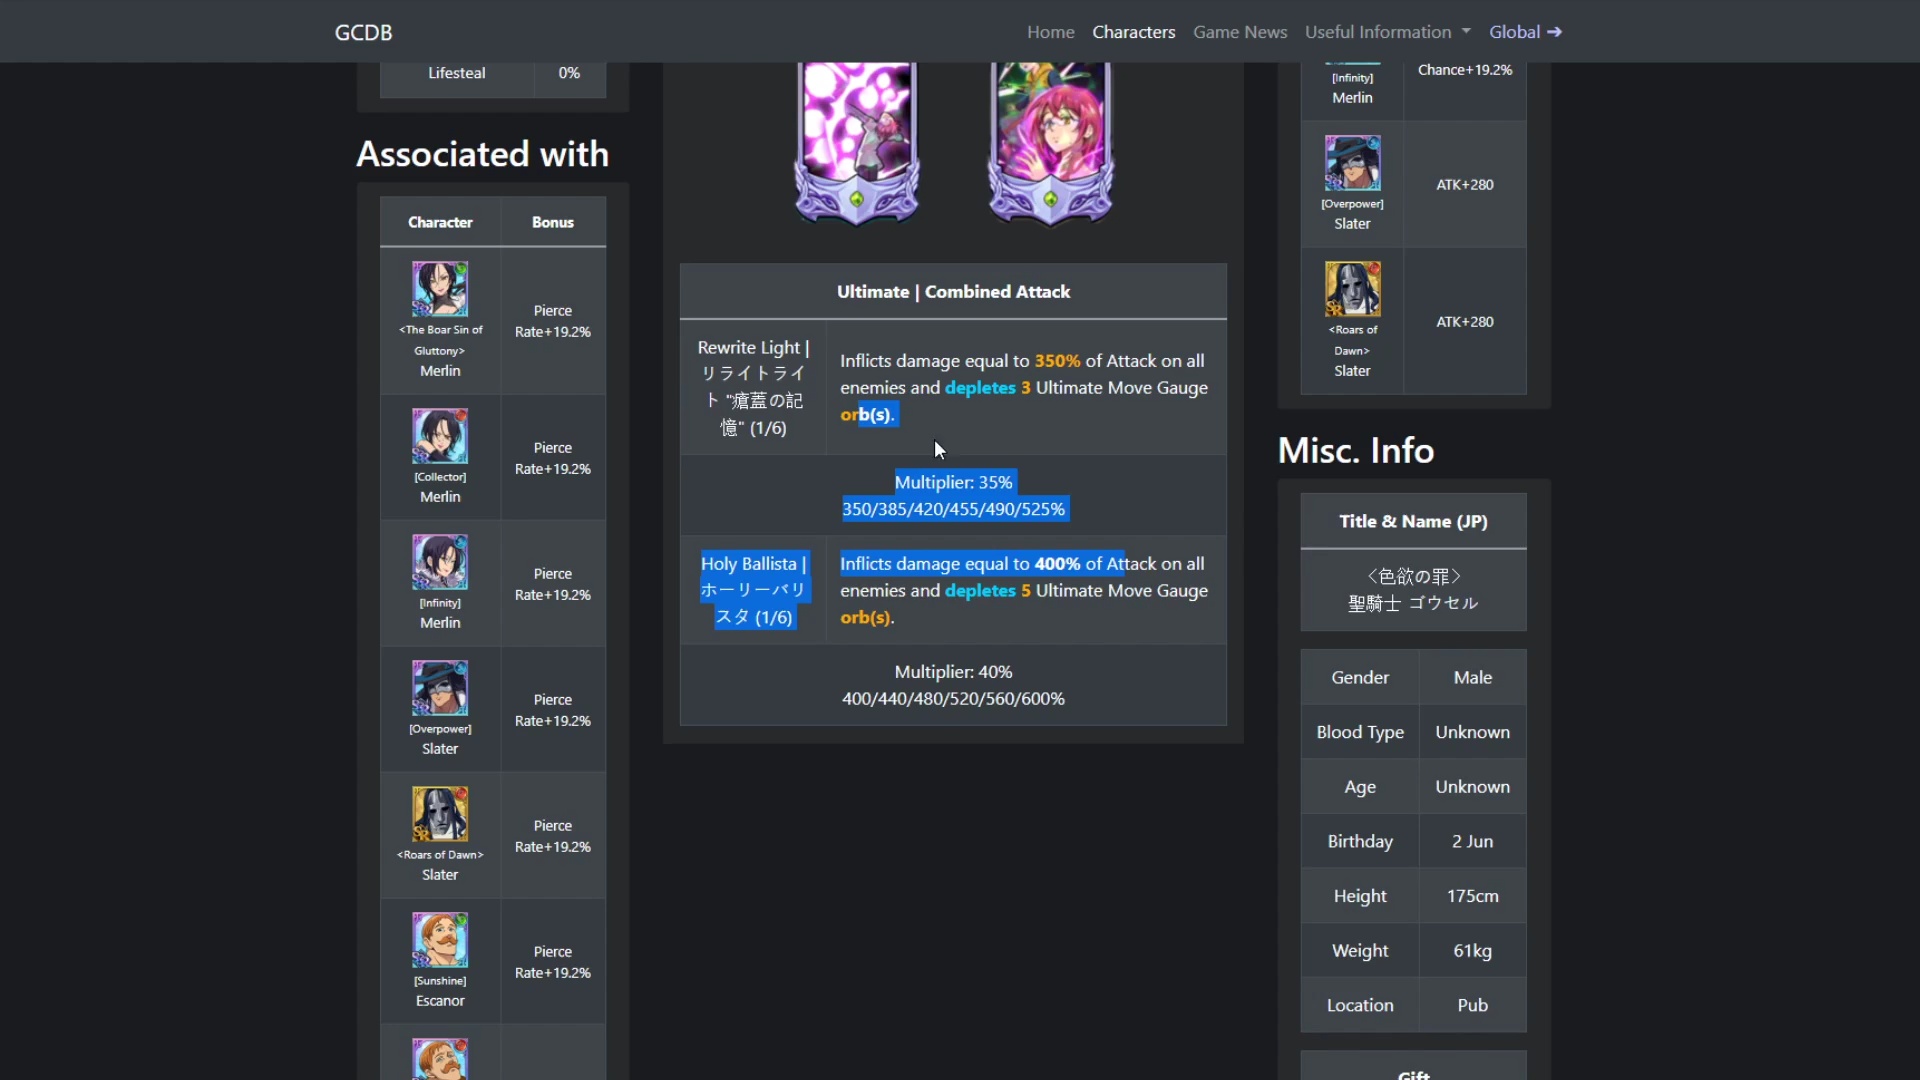 GCDB
Home
Characters
Game News
Useful Information
Global ➔
Lifesteal
0%
Associated with
Character
Bonus
<The Boar Sin of
Gluttony>
Merlin
Pierce
Rate+19.2%
[Collector]
Merlin
Pierce
Rate+19.2%
[Infinity]
Merlin
Pierce
Rate+19.2%
[Overpower]
Slater
Pierce
Rate+19.2%
<Roars of Dawn>
Slater
Pierce
Rate+19.2%
[Sunshine]
Escanor
Pierce
Rate+19.2%
Ultimate | Combined Attack
Rewrite Light |
リライトライ
ト "瘡蓋の記
憶" (1/6)
Inflicts damage equal to 350% of Attack on all
enemies and depletes 3 Ultimate Move Gauge
orb(s).
Multiplier: 35%
350/385/420/455/490/525%
Holy Ballista |
ホーリーバリ
スタ (1/6)
Inflicts damage equal to 400% of Attack on all
enemies and depletes 5 Ultimate Move Gauge
orb(s).
Multiplier: 40%
400/440/480/520/560/600%
[Infinity]
Merlin
Chance+19.2%
[Overpower]
Slater
ATK+280
SR
<Roars of
Dawn>
Slater
ATK+280
Misc. Info
Title & Name (JP)
〈色欲の罪〉
聖騎士 ゴウセル
Gender
Male
Blood Type
Unknown
Age
Unknown
Birthday
2 Jun
Height
175cm
Weight
61kg
Location
Pub
Gift